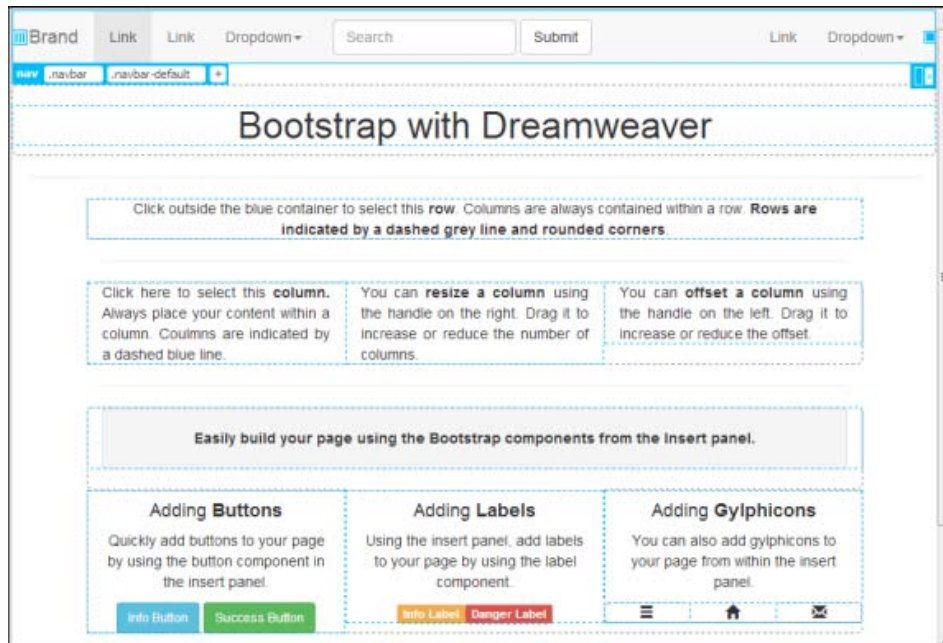 Brand Link Link Dropdown Search Submit Link Dropdown
nav .navbar .navbar-default +
Bootstrap with Dreamweaver
Click outside the blue container to select this row. Columns are always contained within a row. Rows are
indicated by a dashed grey line and rounded corners.
Click here to select this column.
Always place your content within a
column. Coulmns are indicated by
a dashed blue line.
You can resize a column using
the handle on the right. Drag it to
increase or reduce the number of
columns.
You can offset a column using
the handle on the left. Drag it to
increase or reduce the offset.
Easily build your page using the Bootstrap components from the Insert panel.
Adding Buttons
Quickly add buttons to your page
by using the button component in
the insert panel.
Info Button Success Button
Adding Labels
Using the insert panel, add labels
to your page by using the label
component.
Info Label Danger Label
Adding Gylphicons
You can also add gylphicons to
your page from within the insert
panel.